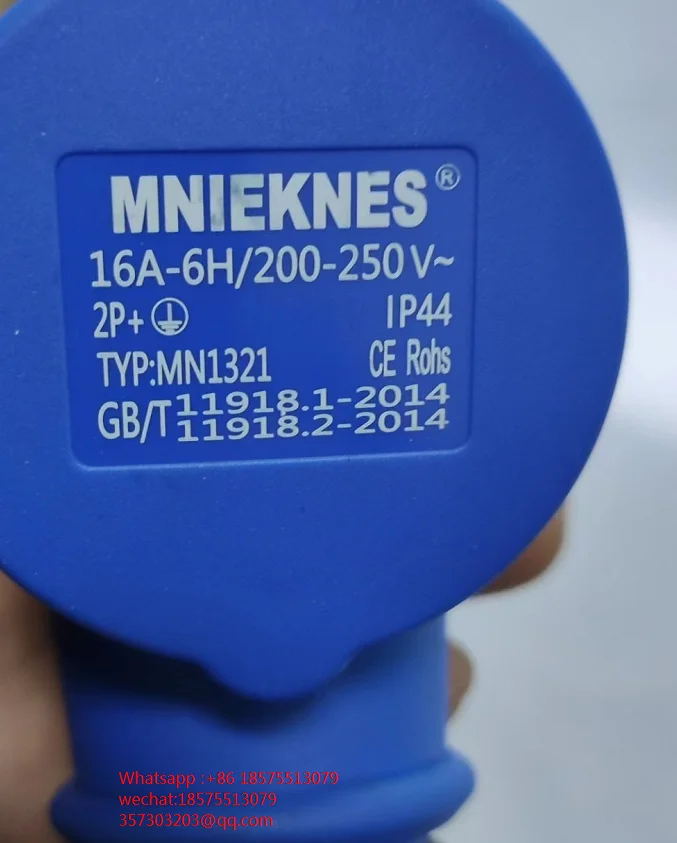 MNIEKNES®
16A-6H/200-250V~
2P+⏚ IP44
TYP:MN1321 CE Rohs
GB/T 11918.1-2014
11918.2-2014
Whatsapp :+86 18575513079
wechat:18575513079
357303203@qq.com